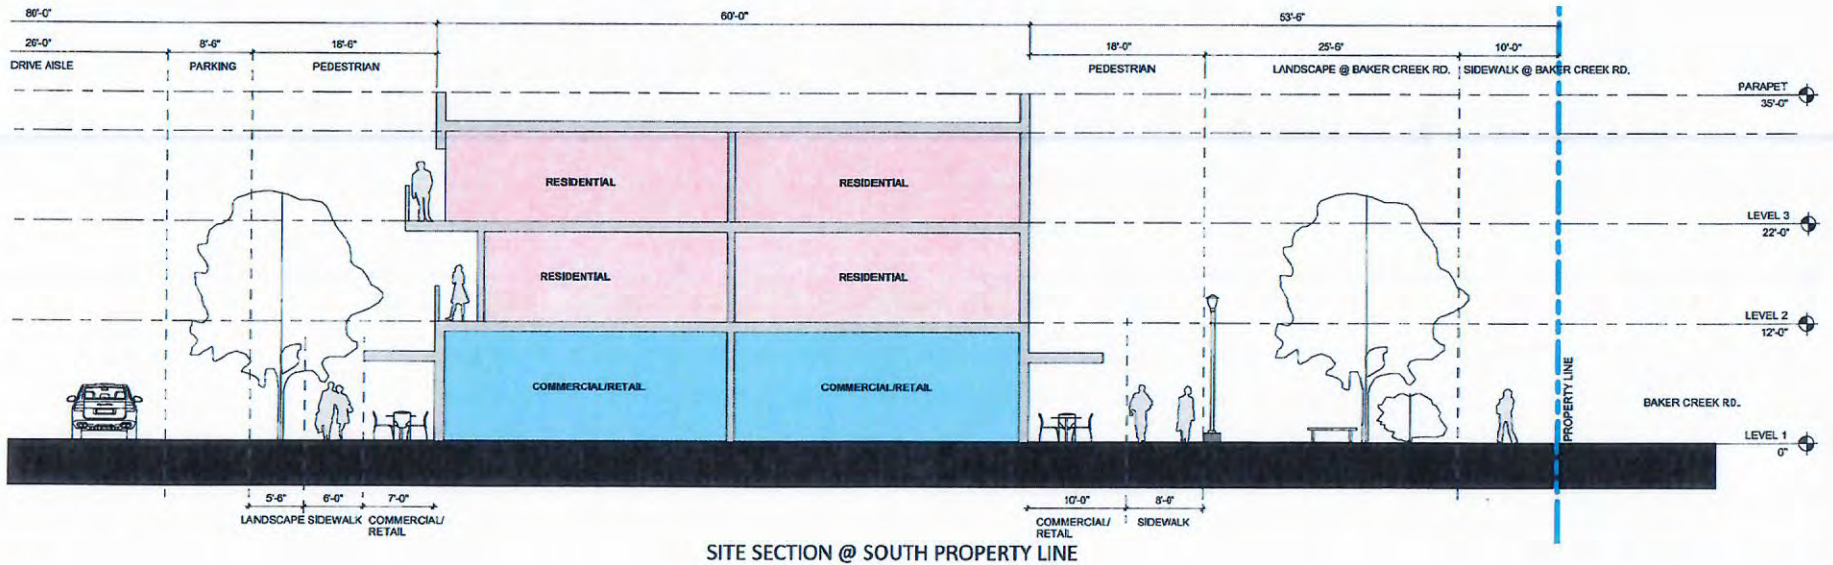 86'-0" 60'-0" 53'-6"
26'-0" 8'-6" 18'-6" 18'-0" 25'-6" 10'-0"
DRIVE AISLE PARKING PEDESTRIAN PEDESTRIAN LANDSCAPE @ BAKER CREEK RD. SIDEWALK @ BAKER CREEK RD.
PARAPET
35'-0"
RESIDENTIAL RESIDENTIAL
LEVEL 3
22'-0"
RESIDENTIAL RESIDENTIAL
LEVEL 2
12'-0"
COMMERCIAL/RETAIL COMMERCIAL/RETAIL
PROPERTY LINE
BAKER CREEK RD.
LEVEL 1
0"
5'-6" 6'-0" 7'-0" 10'-0" 8'-0"
LANDSCAPE SIDEWALK COMMERCIAL/
RETAIL
COMMERCIAL/
RETAIL
SIDEWALK
SITE SECTION @ SOUTH PROPERTY LINE